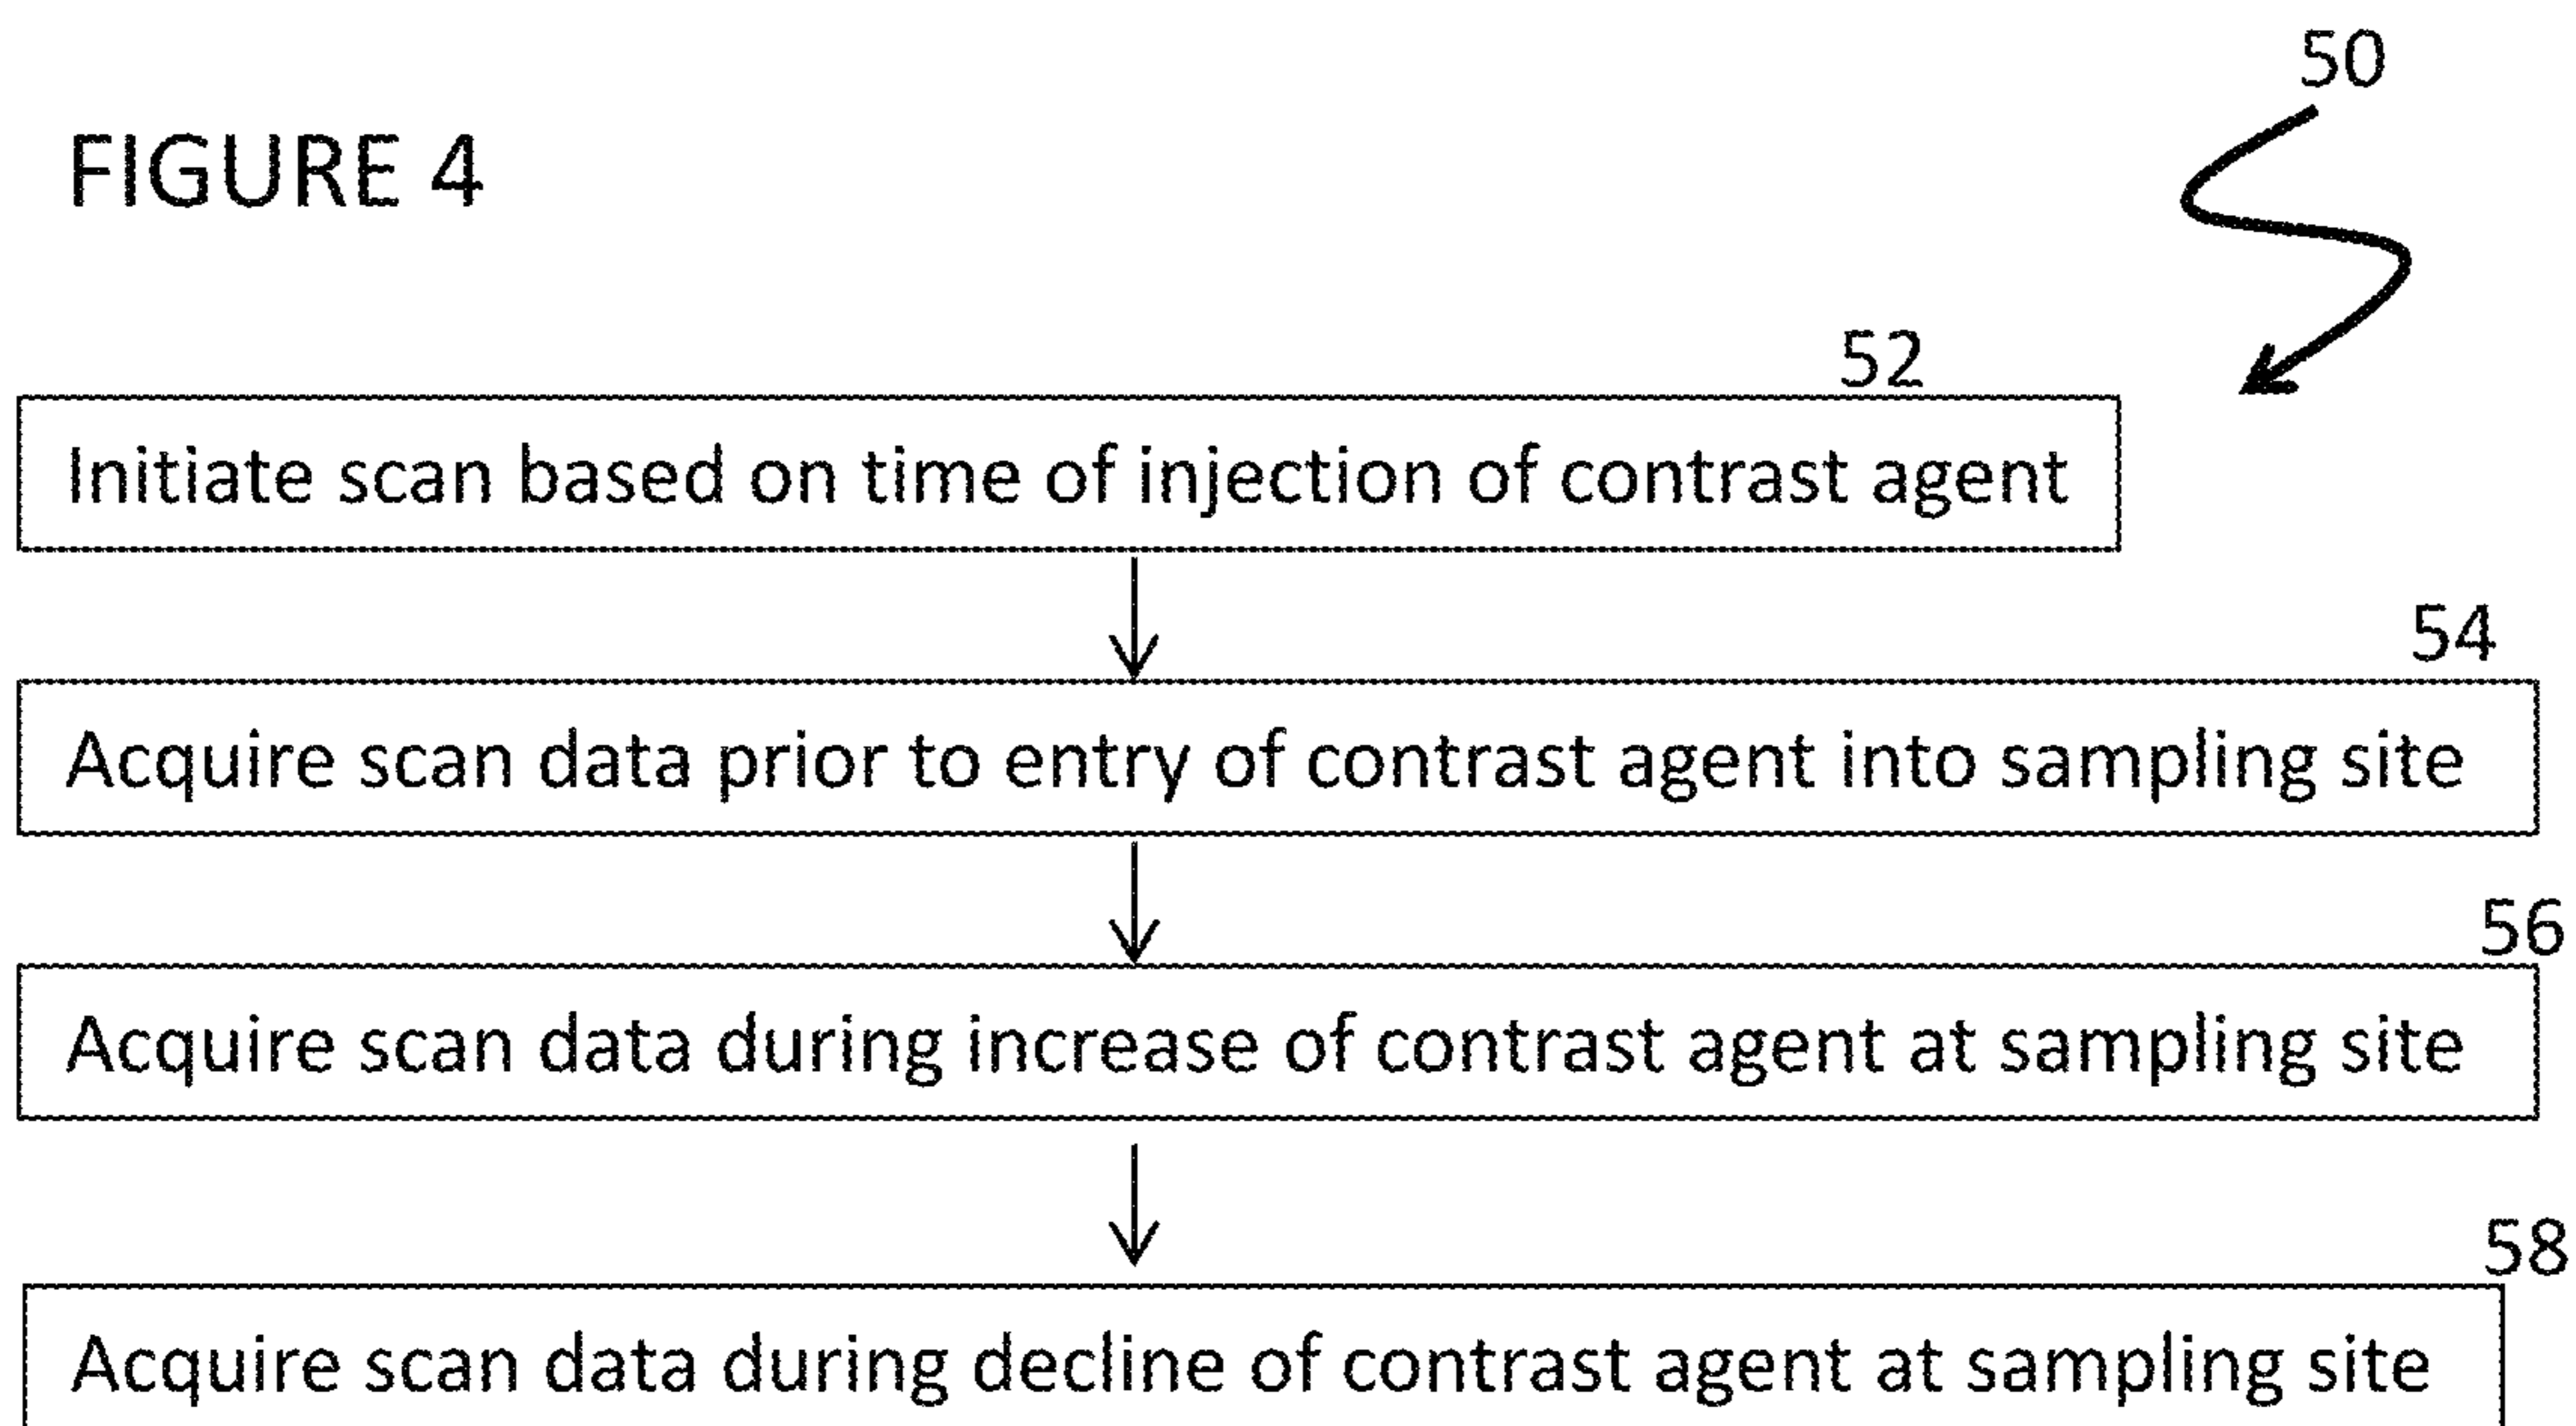 50
FIGURE 4
52
Initiate scan based on time of injection of contrast agent
54
Acquire scan data prior to entry of contrast agent into sampling site
56
Acquire scan data during increase of contrast agent at sampling site
58
Acquire scan data during decline of contrast agent at sampling site